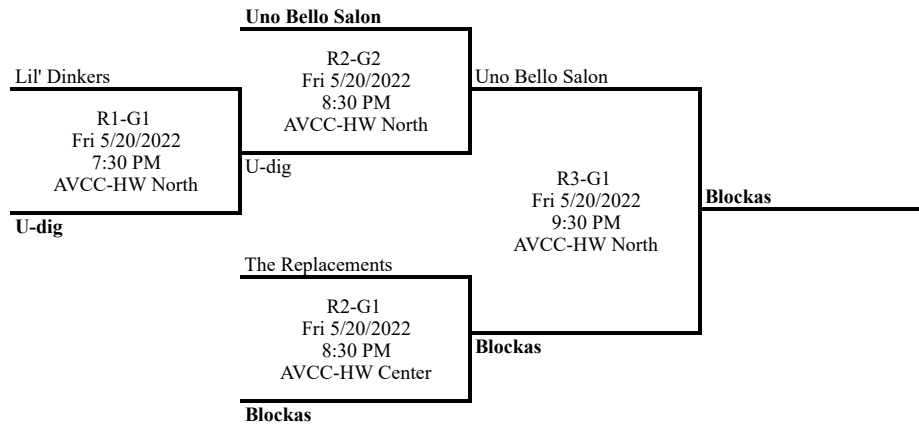 Uno Bello Salon
R2-G2
Fri 5/20/2022
8:30 PM
AVCC-HW North
Lil' Dinkers
R1-G1
Fri 5/20/2022
7:30 PM
AVCC-HW North
U-dig
U-dig
Uno Bello Salon
R3-G1
Fri 5/20/2022
9:30 PM
AVCC-HW North
Blockas
The Replacements
R2-G1
Fri 5/20/2022
8:30 PM
AVCC-HW Center
Blockas
Blockas